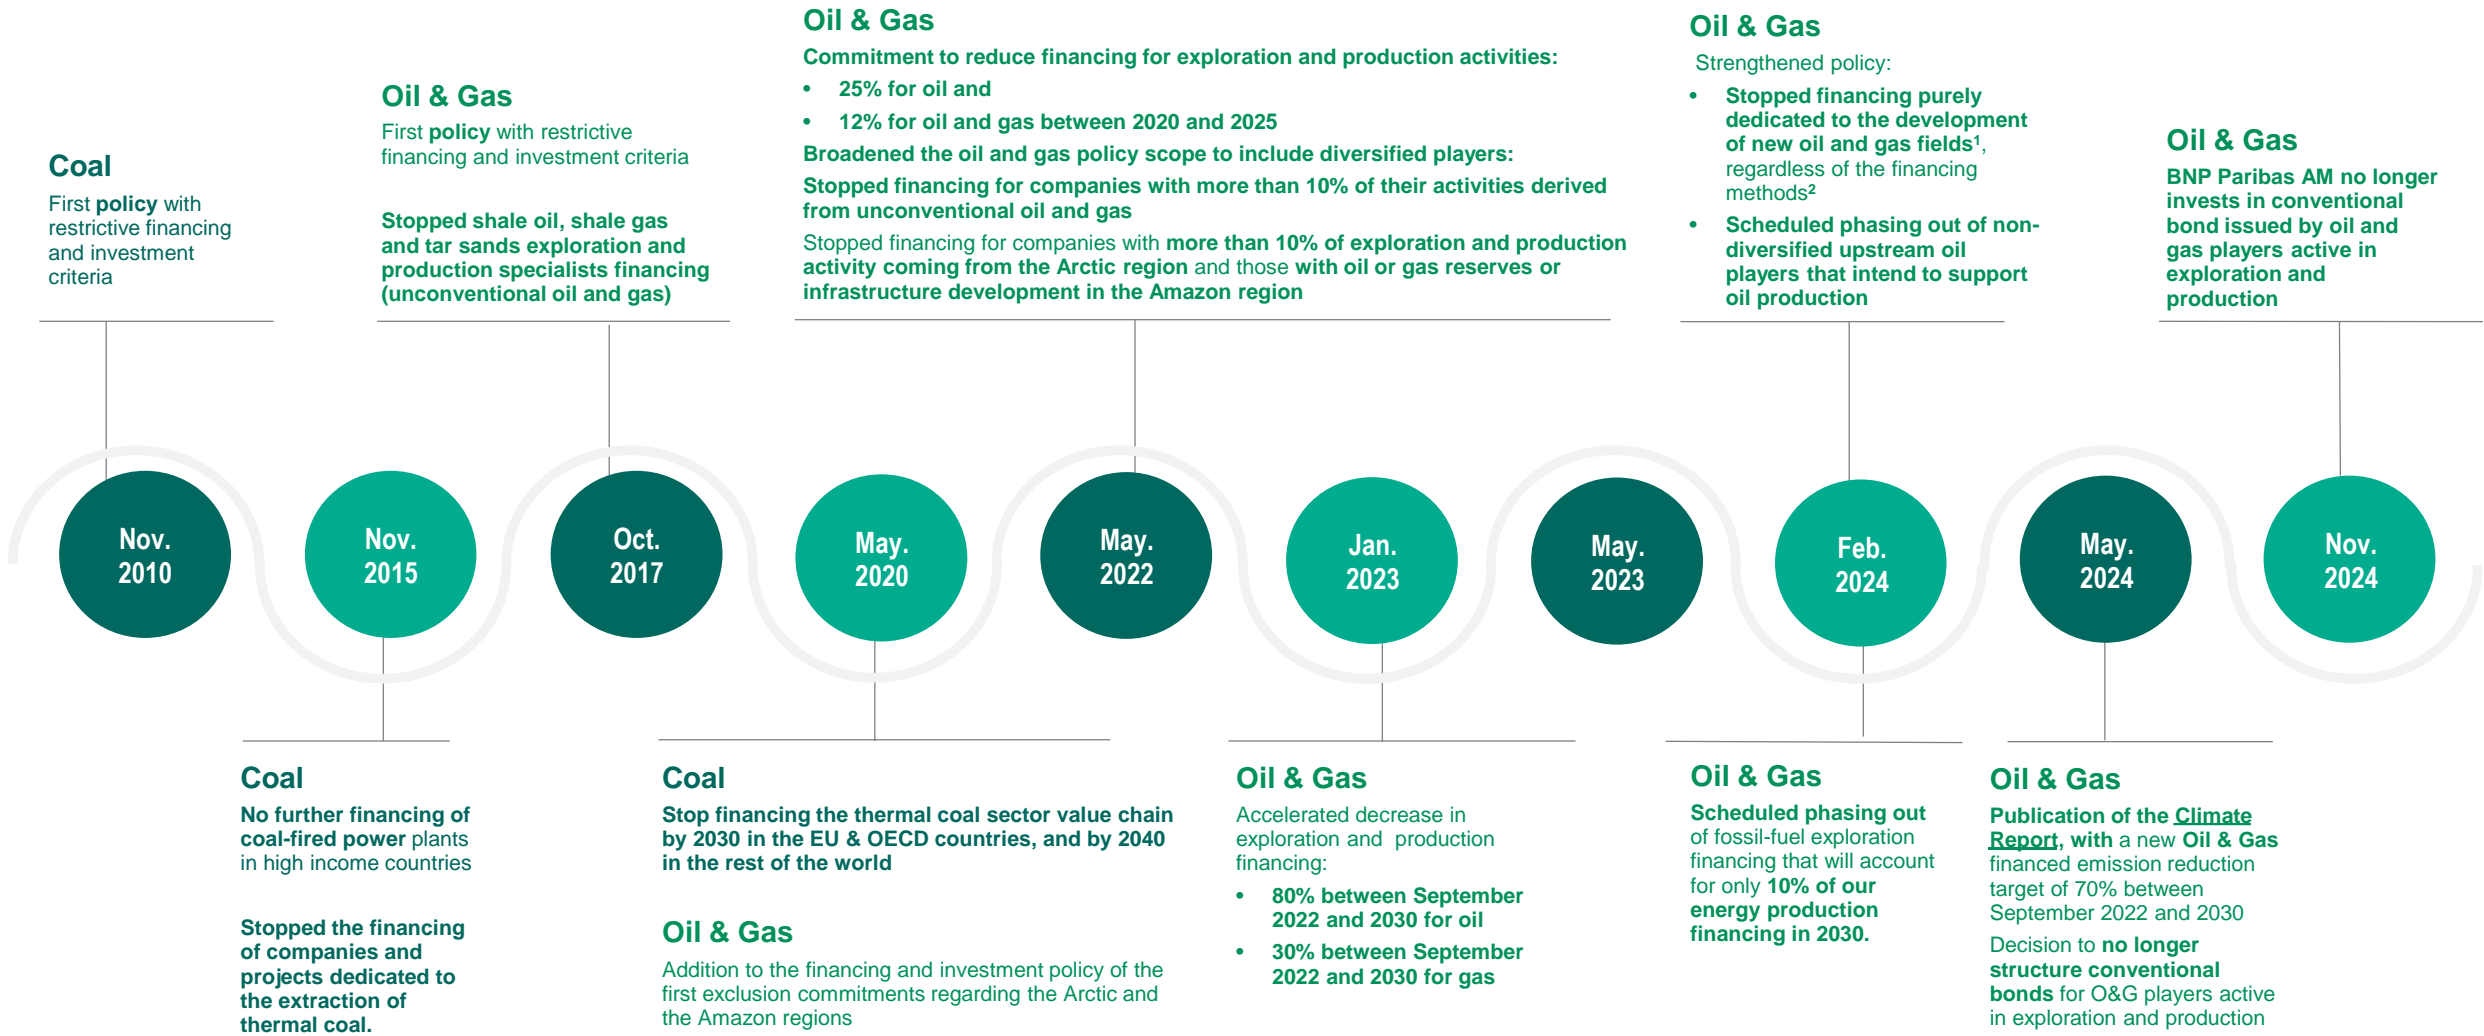 Coal
First policy with
restrictive financing
and investment
criteria
Oil & Gas
First policy with restrictive
financing and investment criteria
Stopped shale oil, shale gas
and tar sands exploration and
production specialists financing
(unconventional oil and gas)
Oil & Gas
Commitment to reduce financing for exploration and production activities:
• 25% for oil and
• 12% for oil and gas between 2020 and 2025
Broadened the oil and gas policy scope to include diversified players:
Stopped financing for companies with more than 10% of their activities derived
from unconventional oil and gas
Stopped financing for companies with more than 10% of exploration and production
activity coming from the Arctic region and those with oil or gas reserves or
infrastructure development in the Amazon region
Oil & Gas
Strengthened policy:
• Stopped financing purely
dedicated to the development
of new oil and gas fields¹,
regardless of the financing
methods²
• Scheduled phasing out of non-
diversified upstream oil
players that intend to support
oil production
Oil & Gas
BNP Paribas AM no longer
invests in conventional
bond issued by oil and
gas players active in
exploration and
production
Nov.
2010
Nov.
2015
Oct.
2017
May.
2020
May.
2022
Jan.
2023
May.
2023
Feb.
2024
May.
2024
Nov.
2024
Coal
No further financing of
coal-fired power plants
in high income countries
Stopped the financing
of companies and
projects dedicated to
the extraction of
thermal coal.
Coal
Stop financing the thermal coal sector value chain
by 2030 in the EU & OECD countries, and by 2040
in the rest of the world
Oil & Gas
Addition to the financing and investment policy of the
first exclusion commitments regarding the Arctic and
the Amazon regions
Oil & Gas
Accelerated decrease in
exploration and production
financing:
• 80% between September
2022 and 2030 for oil
• 30% between September
2022 and 2030 for gas
Oil & Gas
Scheduled phasing out
of fossil-fuel exploration
financing that will account
for only 10% of our
energy production
financing in 2030.
Oil & Gas
Publication of the Climate
Report, with a new Oil & Gas
financed emission reduction
target of 70% between
September 2022 and 2030
Decision to no longer
structure conventional
bonds for O&G players active
in exploration and production